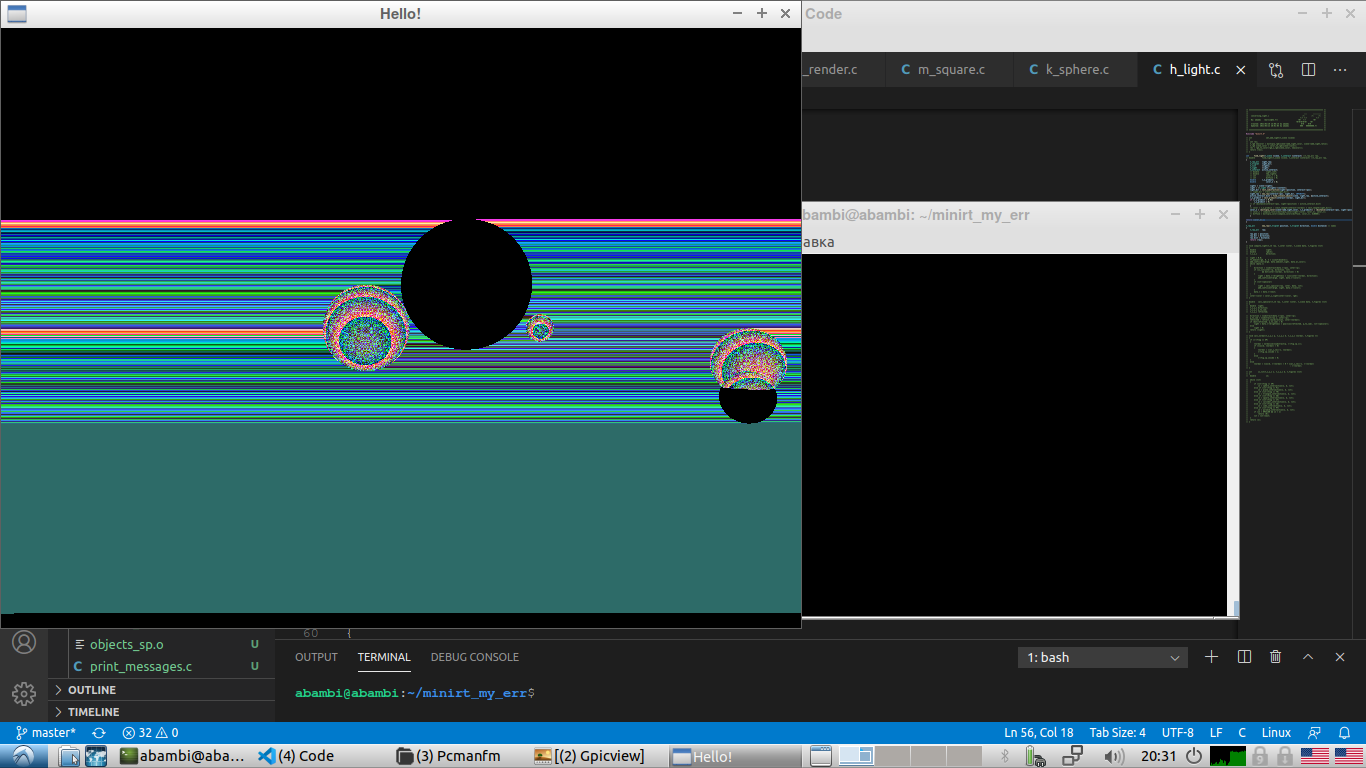 Hello!
Code
_render.c
C m_square.c
C k_sphere.c
C h_light.c
bambi@abambi: ~/minirt_my_err
авка
60 {
objects_sp.o U
C print_messages.c U
OUTLINE
TIMELINE
OUTPUT TERMINAL DEBUG CONSOLE
1: bash
abambi@abambi:~/minirt_my_err$
master* 32 0 Ln 56, Col 18 Tab Size: 4 UTF-8 LF C Linux
abambi@aba... (4) Code (3) Pcmanfm [(2) Gpicview] Hello! 20:31